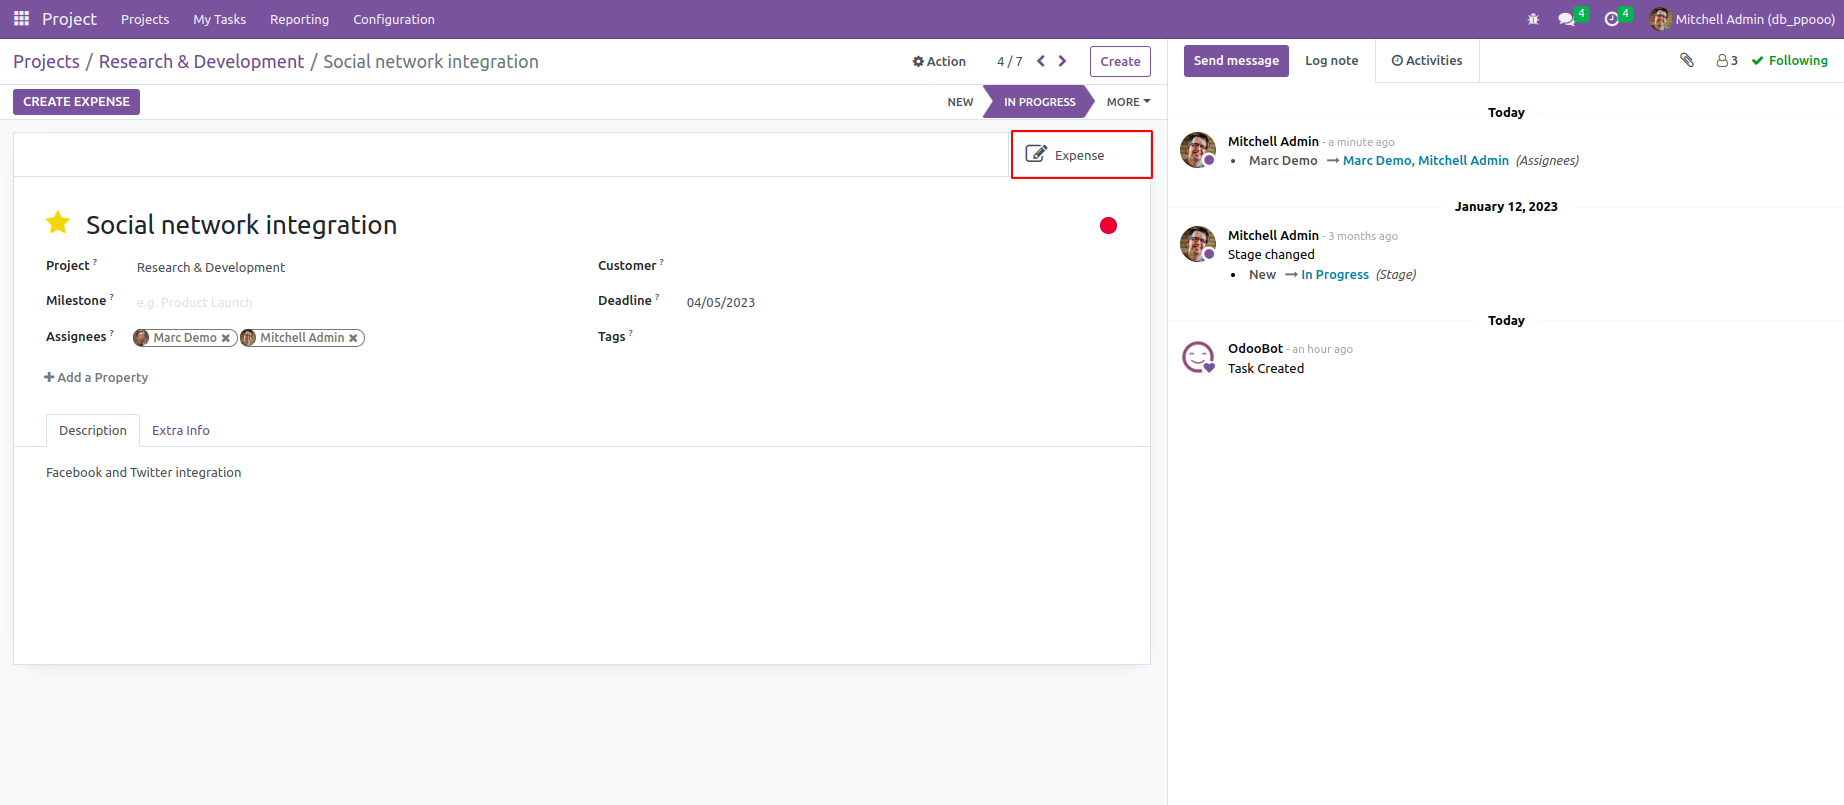 Project Projects My Tasks Reporting Configuration 4 4 Mitchell Admin (db_ppooo)
Projects / Research & Development / Social network integration Action 4 / 7 Create
CREATE EXPENSE NEW IN PROGRESS MORE
Expense
Social network integration
Project ? Research & Development Customer ?
Milestone ? e.g. Product Launch Deadline ? 04/05/2023
Assignees ? Marc Demo Mitchell Admin Tags ?
Add a Property
Description Extra Info
Facebook and Twitter integration
Send message Log note Activities 3 Following
Today
Mitchell Admin - a minute ago
• Marc Demo → Marc Demo, Mitchell Admin (Assignees)
January 12, 2023
Mitchell Admin - 3 months ago
Stage changed
• New → In Progress (Stage)
Today
OdooBot - an hour ago
Task Created